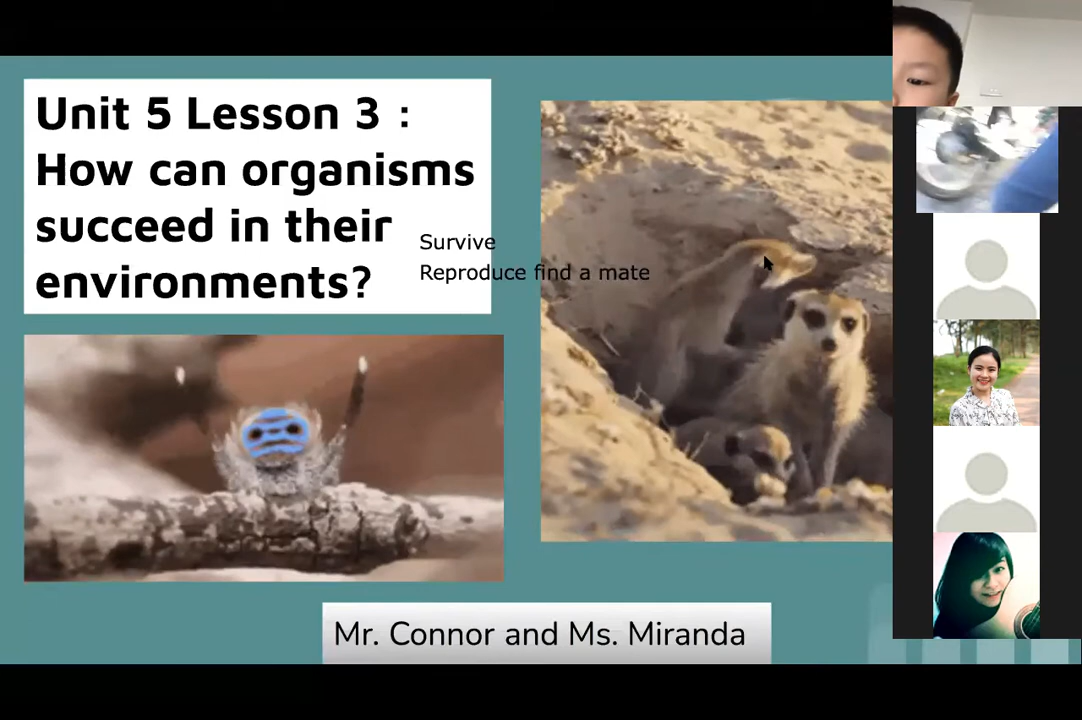 Unit 5 Lesson 3 :
How can organisms
succeed in their
environments?
Survive
Reproduce find a mate
Mr. Connor and Ms. Miranda